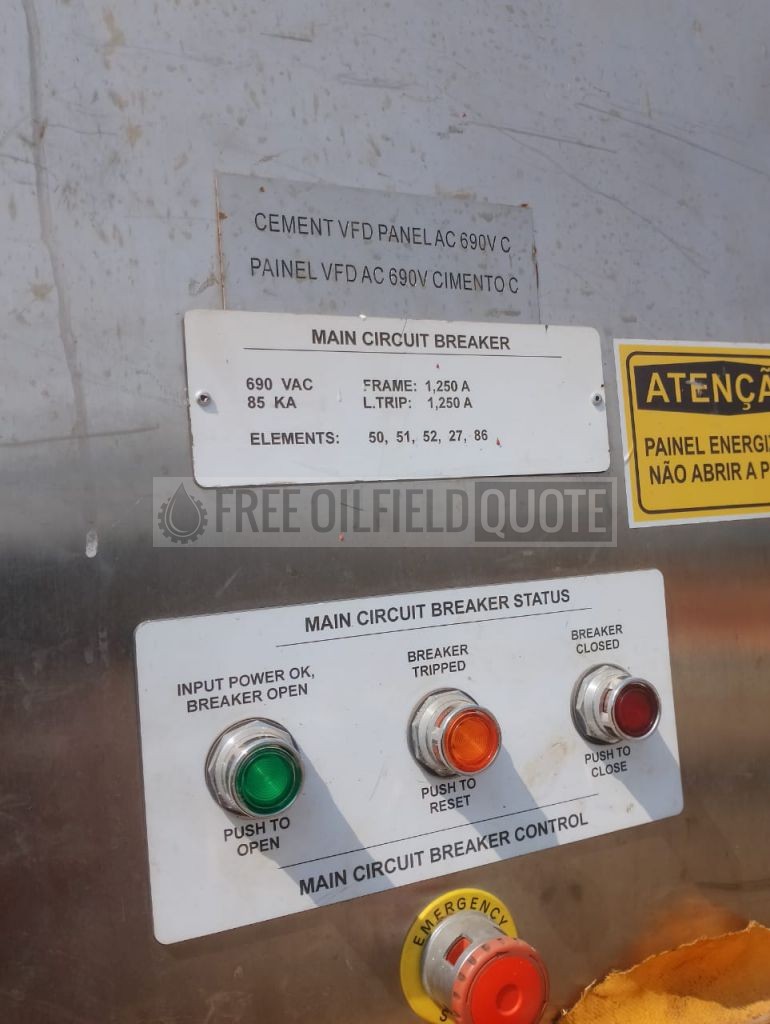 CEMENT VFD PANEL AC 690V C
PAINEL VFD AC 690V CIMENTO C
MAIN CIRCUIT BREAKER
690 VAC FRAME: 1,250 A
85 KA L.TRIP: 1,250 A
ELEMENTS: 50, 51, 52, 27, 86
ATENÇÃ
PAINEL ENERGI
NÃO ABRIR A P
FREE OILFIELD QUOTE
MAIN CIRCUIT BREAKER STATUS
INPUT POWER OK,
BREAKER OPEN
BREAKER
TRIPPED
BREAKER
CLOSED
PUSH TO
OPEN
PUSH TO
RESET
PUSH TO
CLOSE
MAIN CIRCUIT BREAKER CONTROL
EMERGENCY